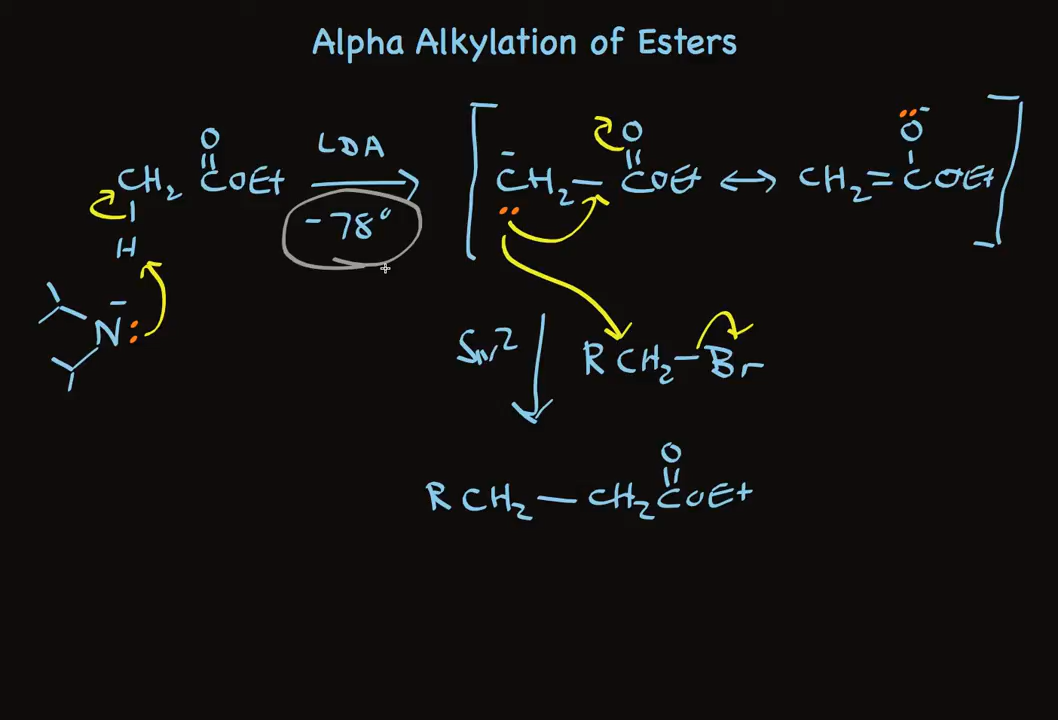 Alpha Alkylation of Esters
O O O
CH2 COEt LDA CH2 — COEt ↔ CH2=COEt
H -78°
N
SN2 RCH2—Br
O
RCH2—CH2COEt